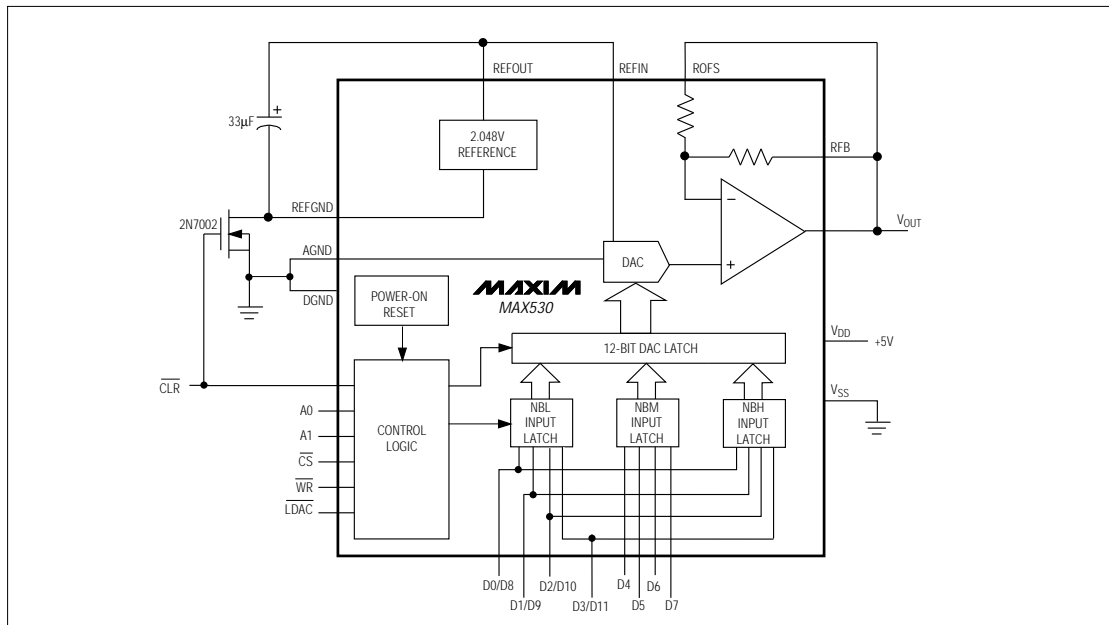 REFOUT
REFIN
ROFS
33µF
+
2.048V
REFERENCE
RFB
2N7002
REFGND
−
VOUT
AGND
DAC
+
DGND
POWER-ON
RESET
MAXIM
MAX530
VDD
+5V
12-BIT DAC LATCH
CLR
VSS
NBL
INPUT
LATCH
NBM
INPUT
LATCH
NBH
INPUT
LATCH
A0
A1
CONTROL
LOGIC
CS
WR
LDAC
D0/D8
D2/D10
D4
D6
D1/D9
D3/D11
D5
D7